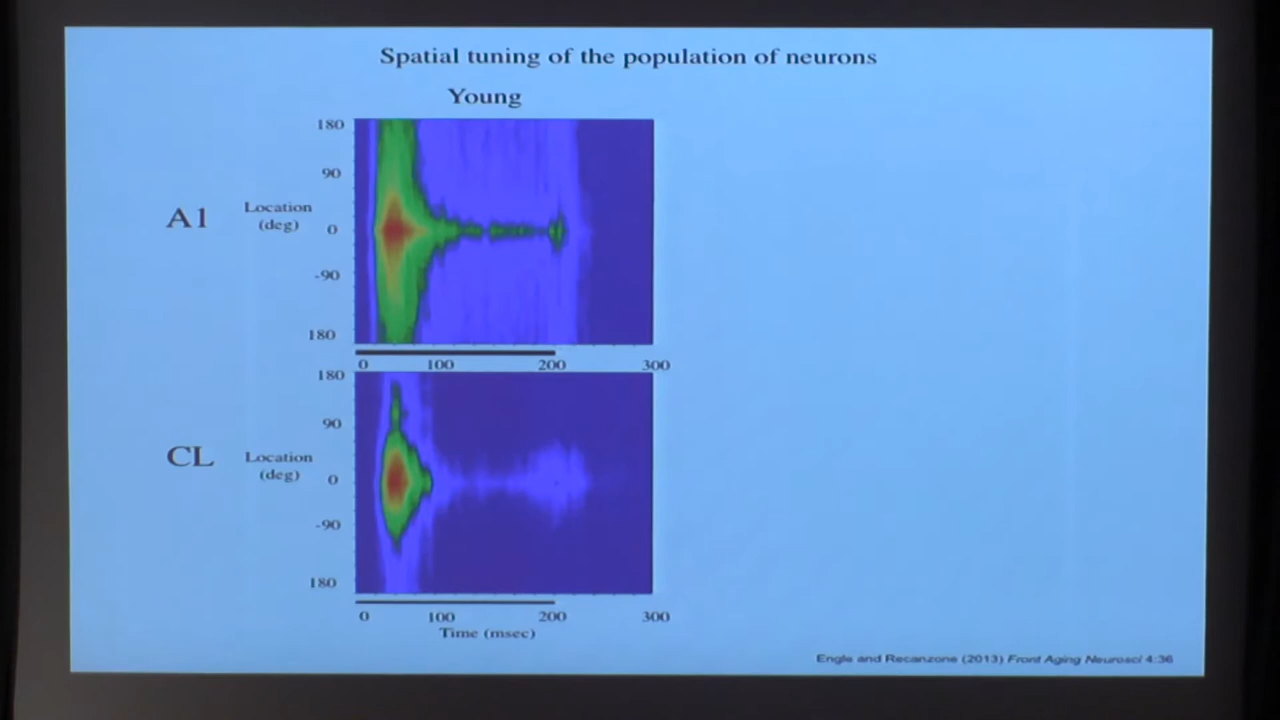 Spatial tuning of the population of neurons
Young
180
90
A1
Location
(deg)
0
-90
180
0 100 200 300
180
90
CL
Location
(deg)
0
-90
180
0 100 200 300
Time (msec)
Engle and Recanzone (2013) Front Aging Neurosci 4:36